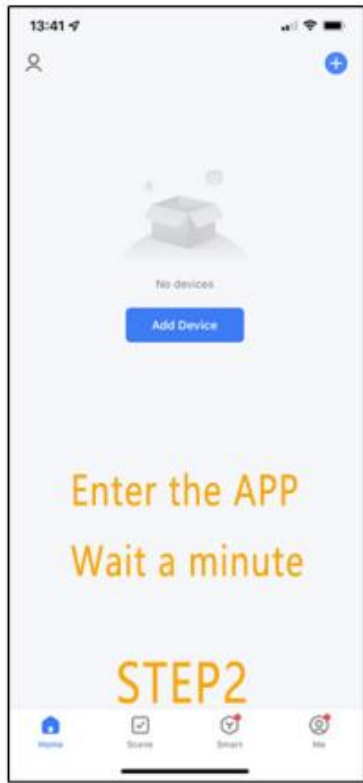 13:41
No devices
Add Device
Enter the APP
Wait a minute
STEP2
Home
Scene
Smart
Me